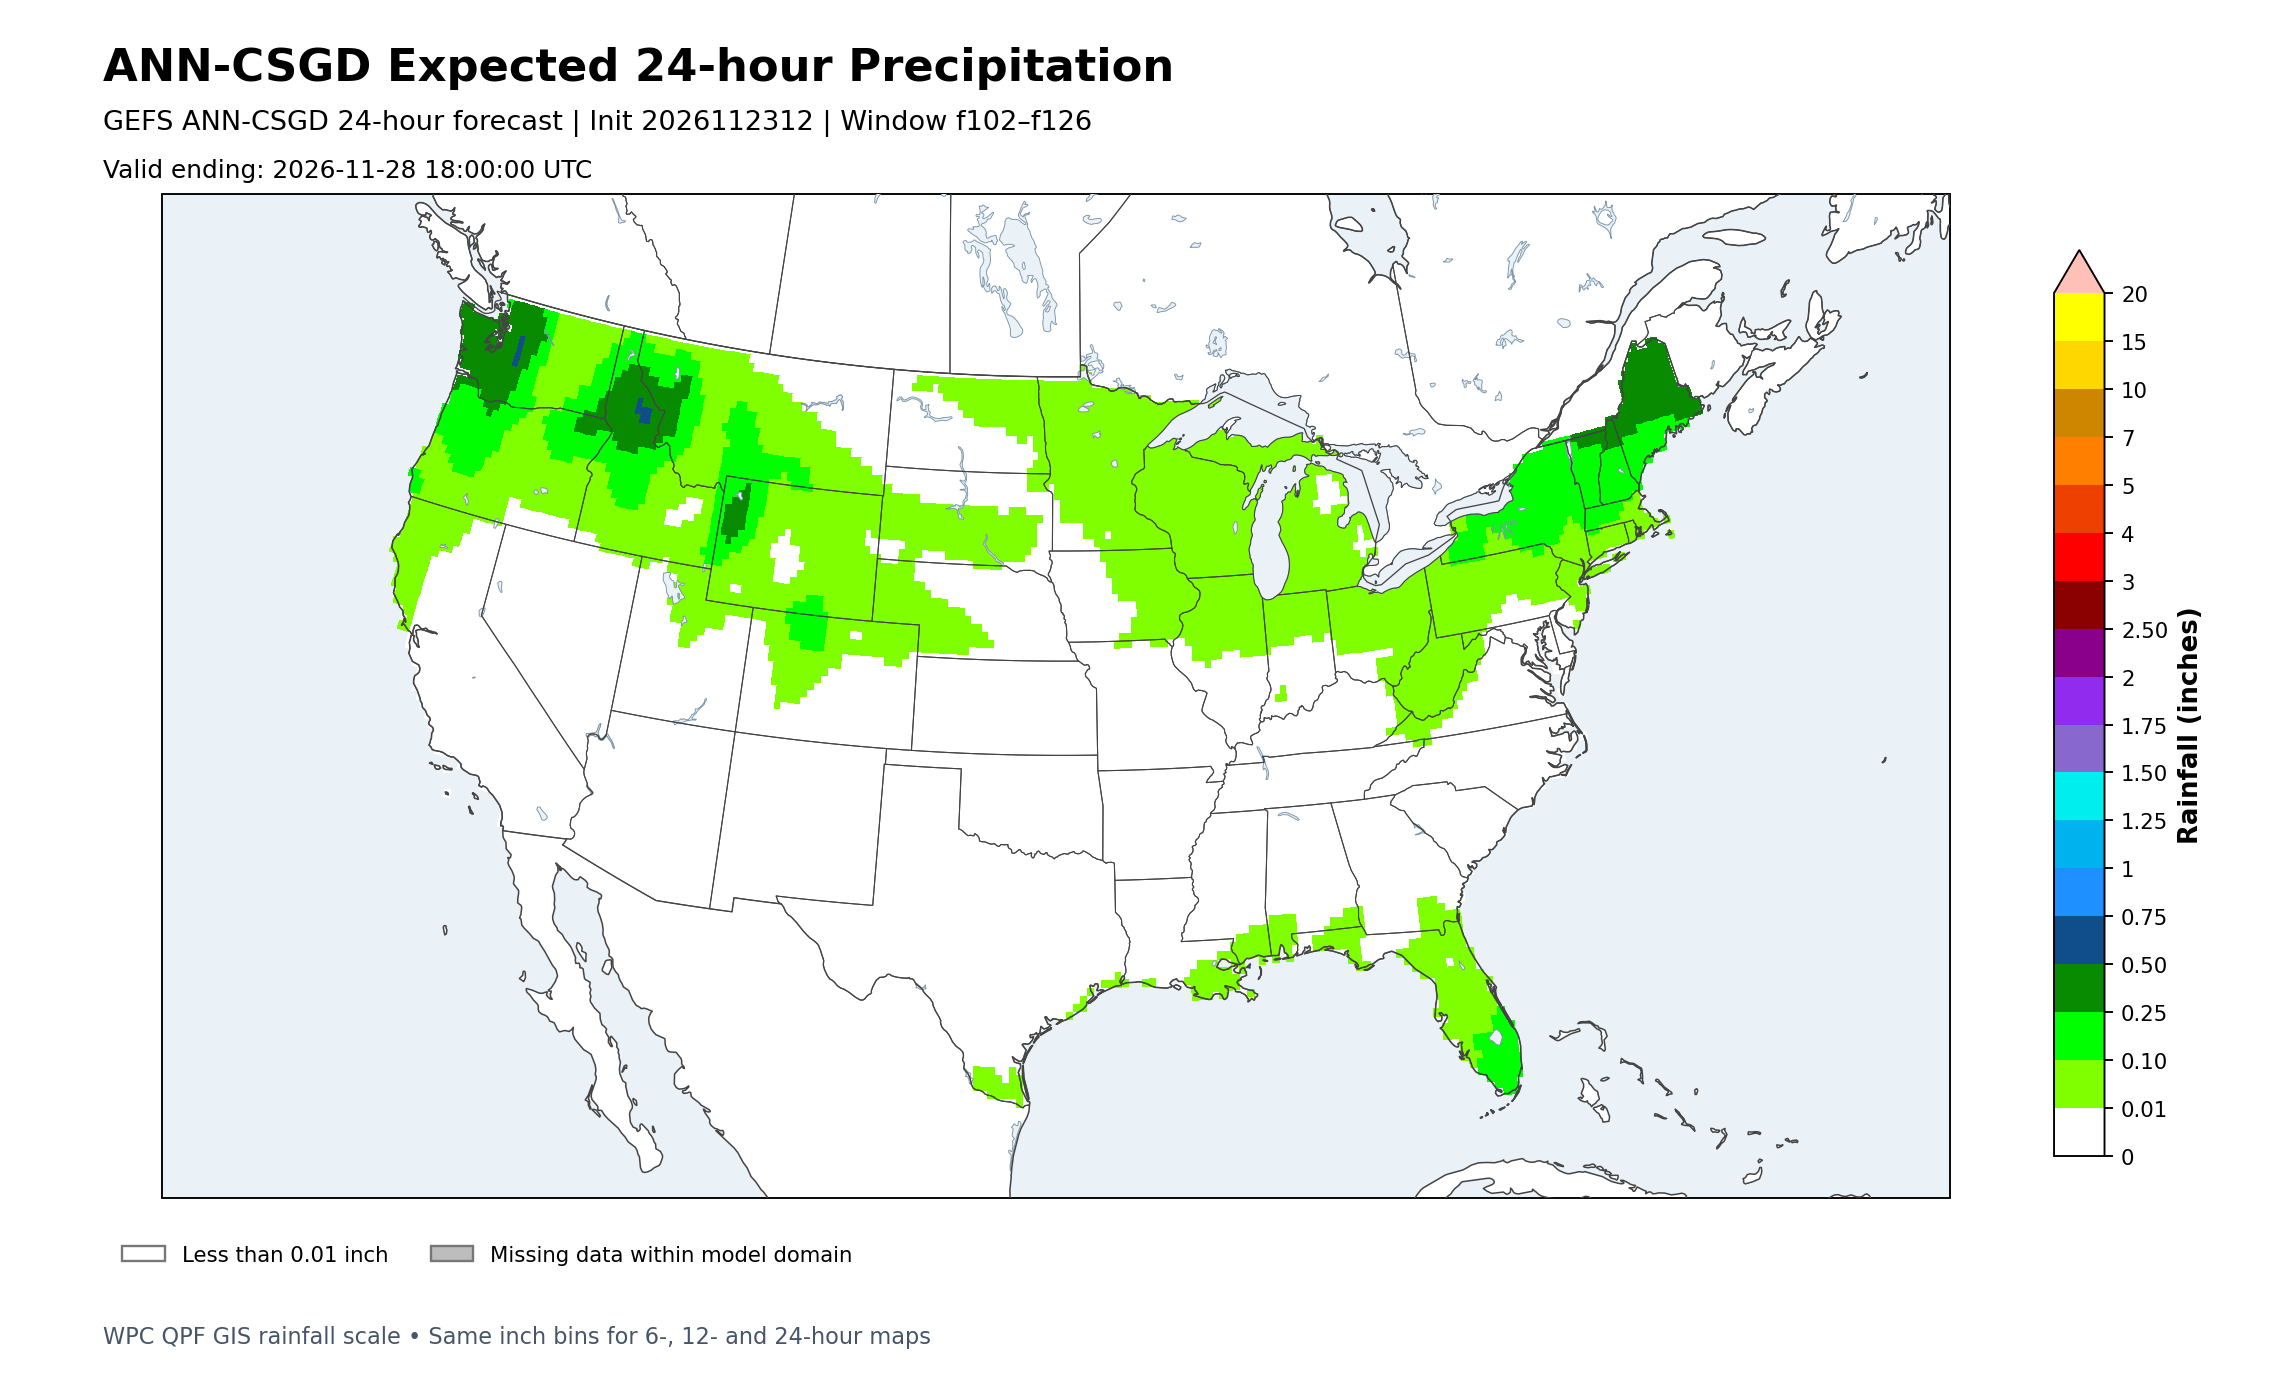 ANN-CSGD Expected 24-hour Precipitation
GEFS ANN-CSGD 24-hour forecast | Init 2026112312 | Window f102–f126
Valid ending: 2026-11-28 18:00:00 UTC
20
15
10
7
5
4
3
2.50
2
1.75
1.50
1.25
1
0.75
0.50
0.25
0.10
0.01
0
Rainfall (inches)
Less than 0.01 inch
Missing data within model domain
WPC QPF GIS rainfall scale • Same inch bins for 6-, 12- and 24-hour maps